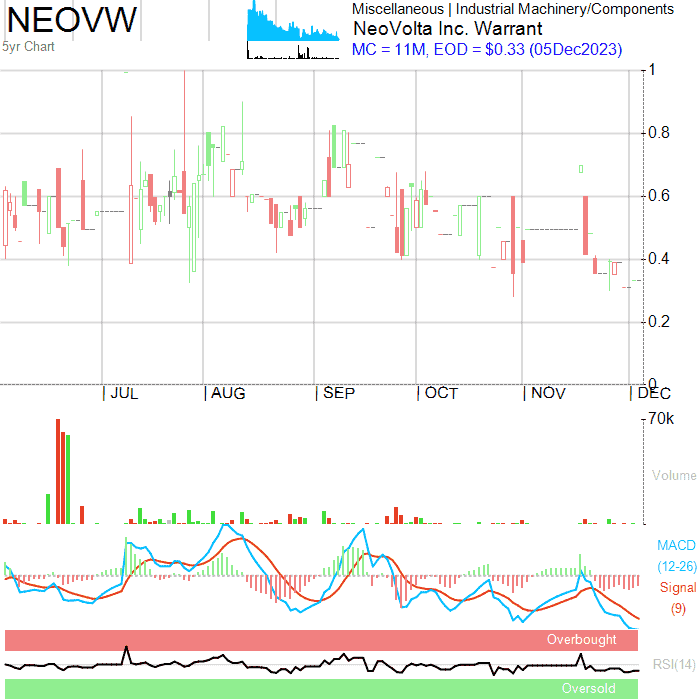 NEOVW
5yr Chart
Miscellaneous | Industrial Machinery/Components
NeoVolta Inc. Warrant
MC = 11M, EOD = $0.33 (05Dec2023)
1
0.8
0.6
0.4
0.2
0
JUL AUG SEP OCT NOV DEC
70k
Volume
MACD
(12-26)
Signal
(9)
Overbought
RSI(14)
Oversold